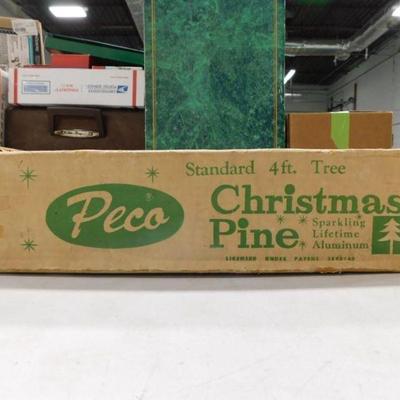 Standard 4ft. Tree
Peco
®
Christmas
Pine
Sparkling
Lifetime
Aluminum